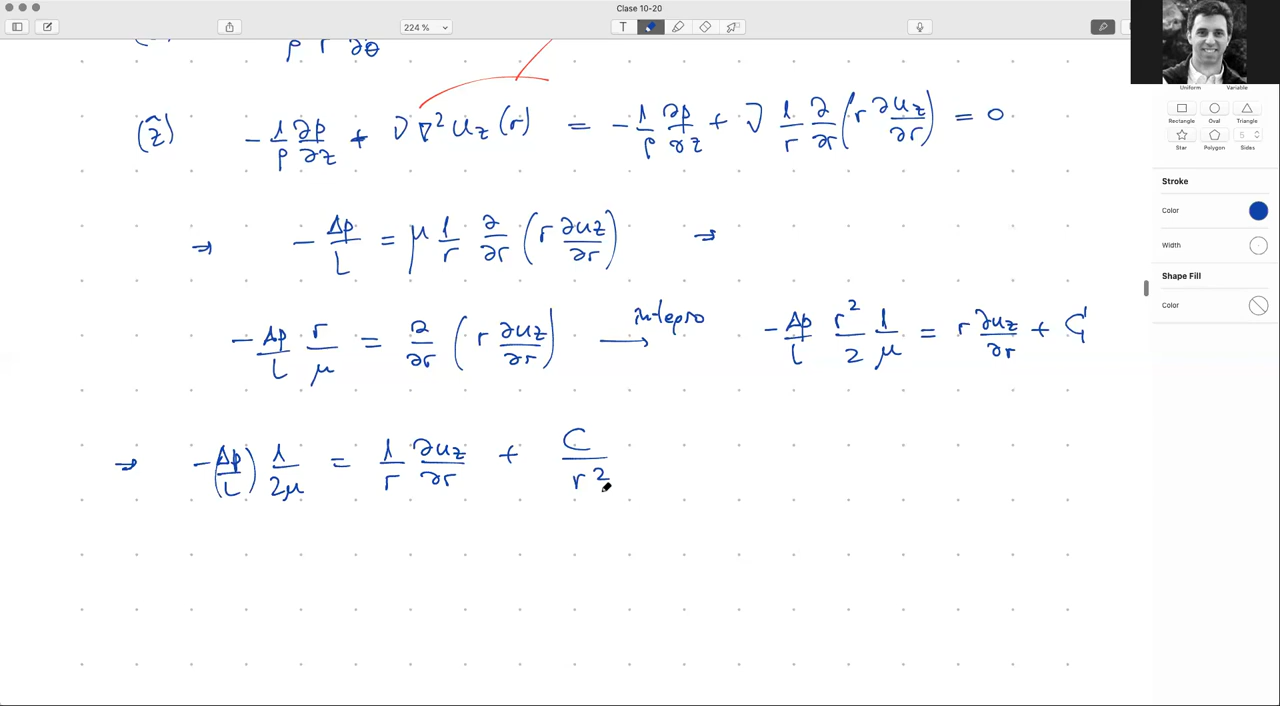 Clase 10-20
224 %
T
Uniform Variable
ρ r ∂θ
(ẑ) - 1/ρ ∂p/∂z + ν ∇² u_z (r) = - 1/ρ ∂p/∂z + ν 1/r ∂/∂r ( r ∂u_z/∂r ) = 0
Rectangle Oval Triangle
5
Star Polygon Sides
Stroke
Color
Width
Shape Fill
Color
⇒ - Δp/L = μ 1/r ∂/∂r ( r ∂u_z/∂r ) ⇒
- Δp/L r/μ = ∂/∂r ( r ∂u_z/∂r ) → integro - Δp/L r²/2 1/μ = r ∂u_z/∂r + C
⇒ - (Δp/L) 1/2μ = 1/r ∂u_z/∂r + C/r²